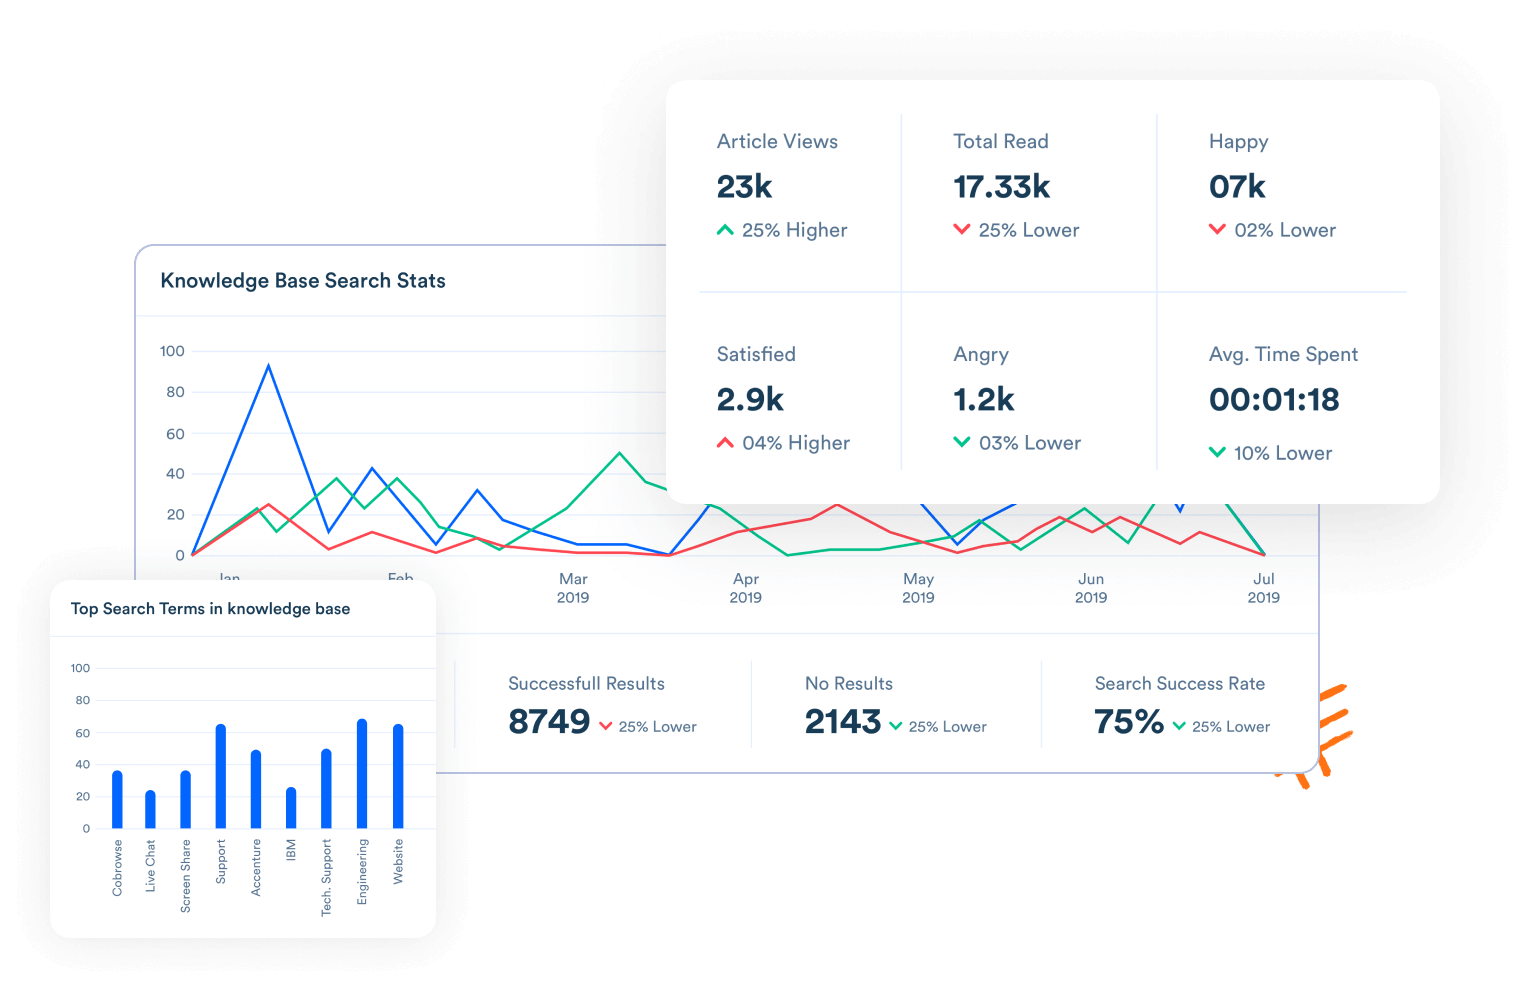 Article Views
23k
25% Higher
Total Read
17.33k
25% Lower
Happy
07k
02% Lower
Satisfied
2.9k
04% Higher
Angry
1.2k
03% Lower
Avg. Time Spent
00:01:18
10% Lower
Knowledge Base Search Stats
100
80
60
40
20
0
Jan
Feb
Mar
2019
Apr
2019
May
2019
Jun
2019
Jul
2019
Successfull Results
8749 25% Lower
No Results
2143 25% Lower
Search Success Rate
75% 25% Lower
Top Search Terms in knowledge base
100
80
60
40
20
0
Cobrowse
Live Chat
Screen Share
Support
Accenture
IBM
Tech. Support
Engineering
Website